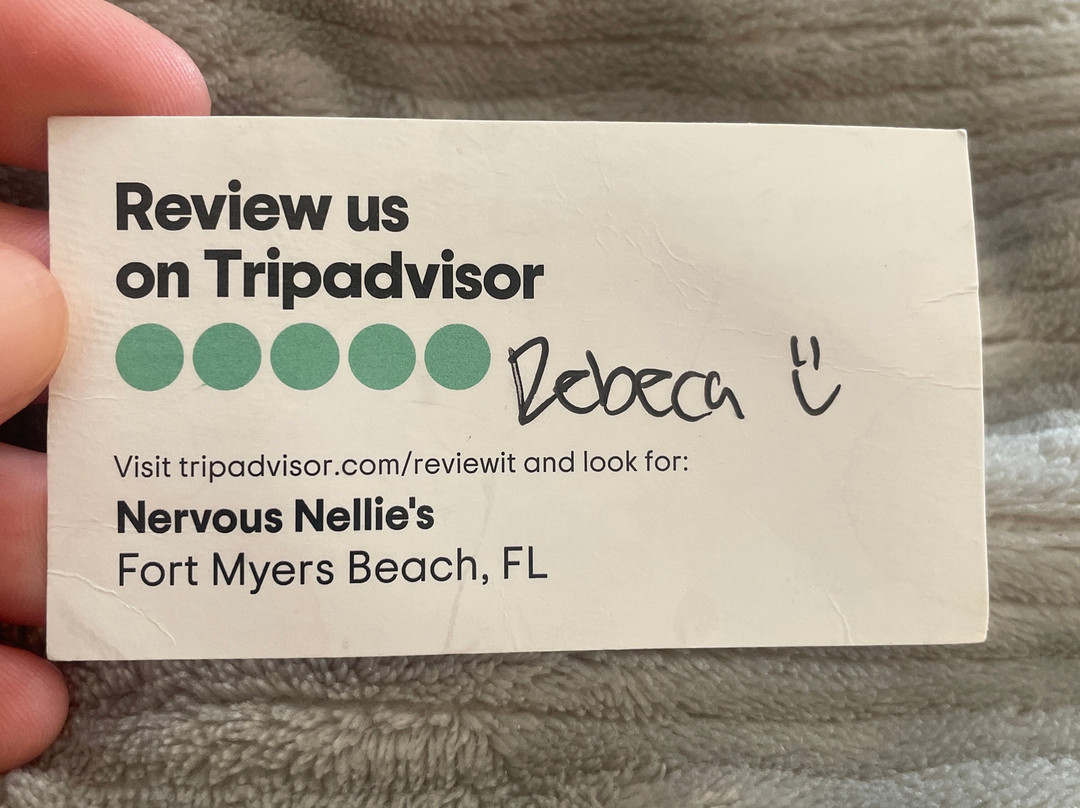 Review us
on Tripadvisor
Rebeca
Visit tripadvisor.com/reviewit and look for:
Nervous Nellie's
Fort Myers Beach, FL